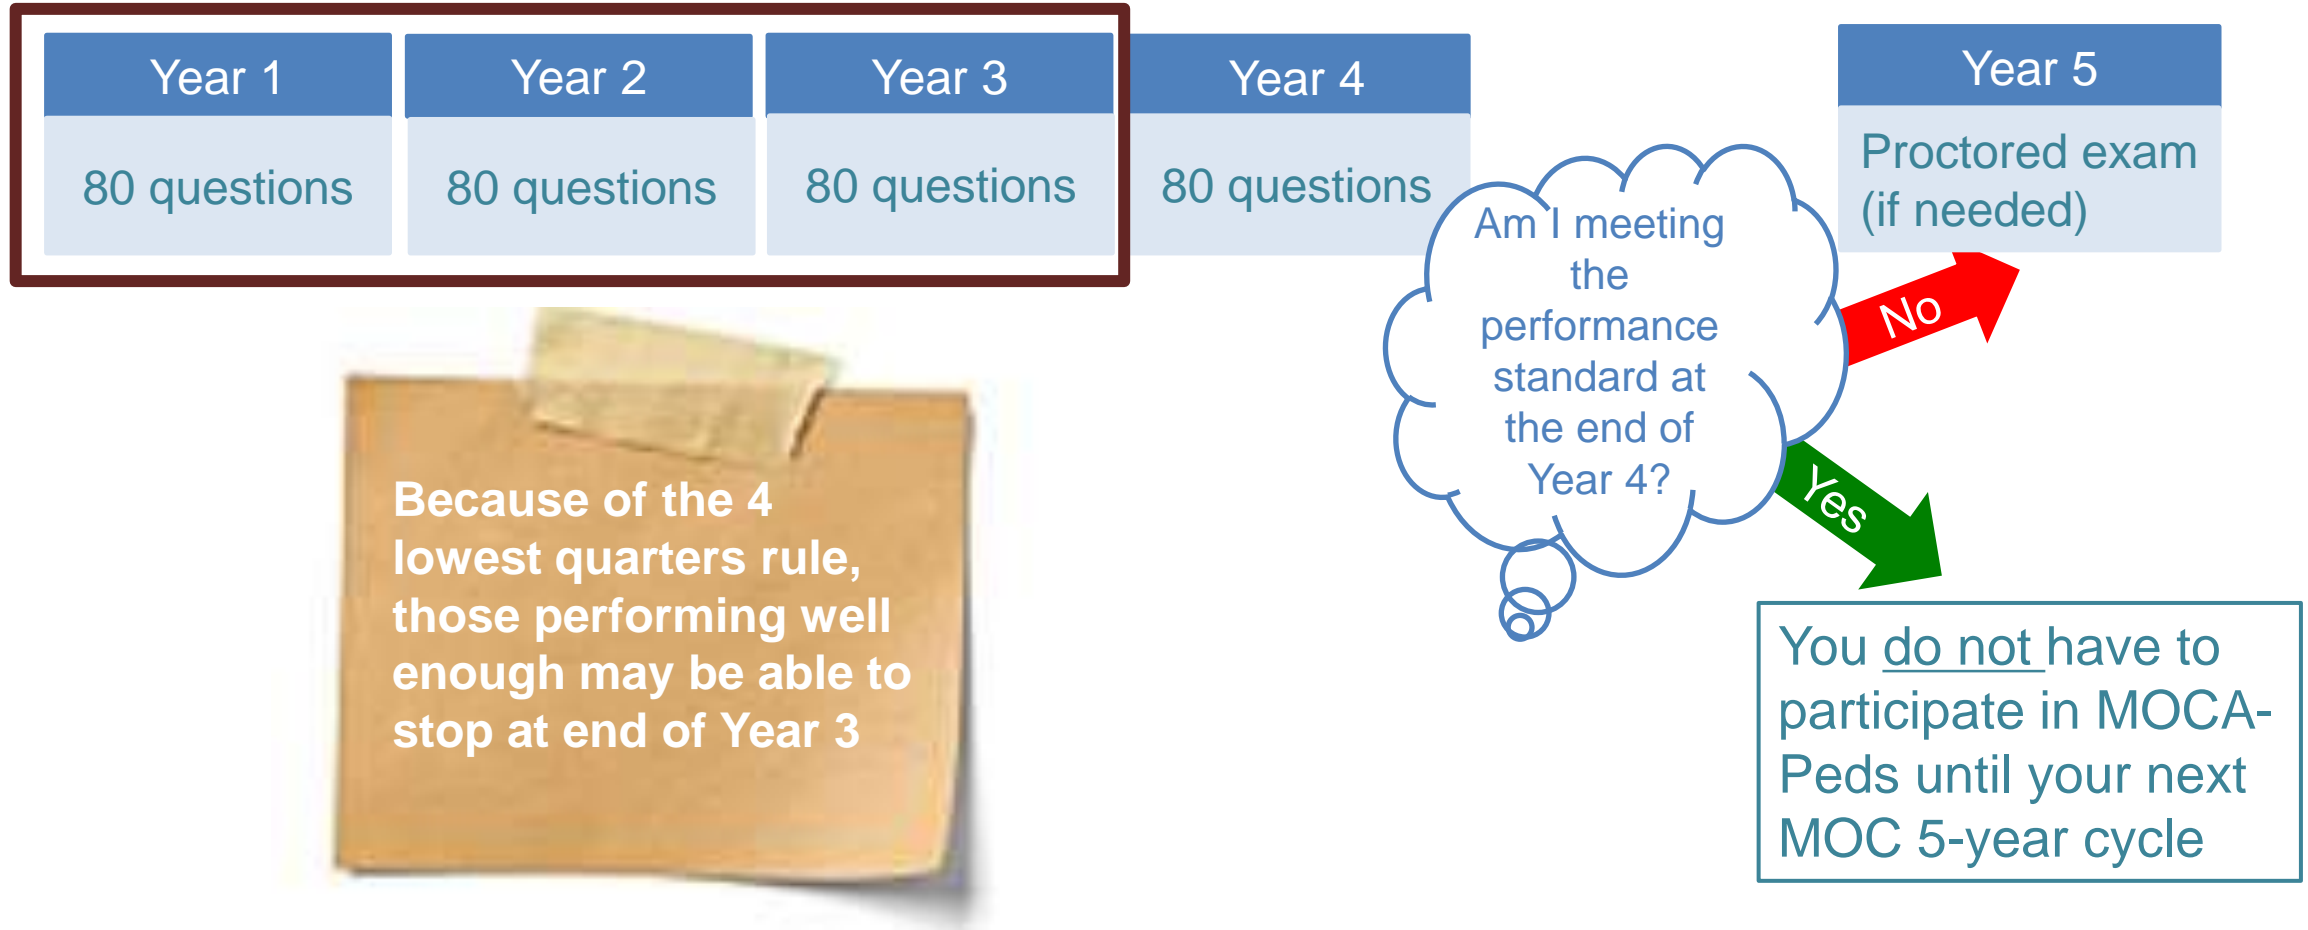 Year 1
80 questions
Year 2
80 questions
Year 3
80 questions
Year 4
80 questions
Year 5
Proctored exam
(if needed)
Am I meeting
the
performance
standard at
the end of
Year 4?
No
Yes
Because of the 4
lowest quarters rule,
those performing well
enough may be able to
stop at end of Year 3
You do not have to
participate in MOCA-
Peds until your next
MOC 5-year cycle